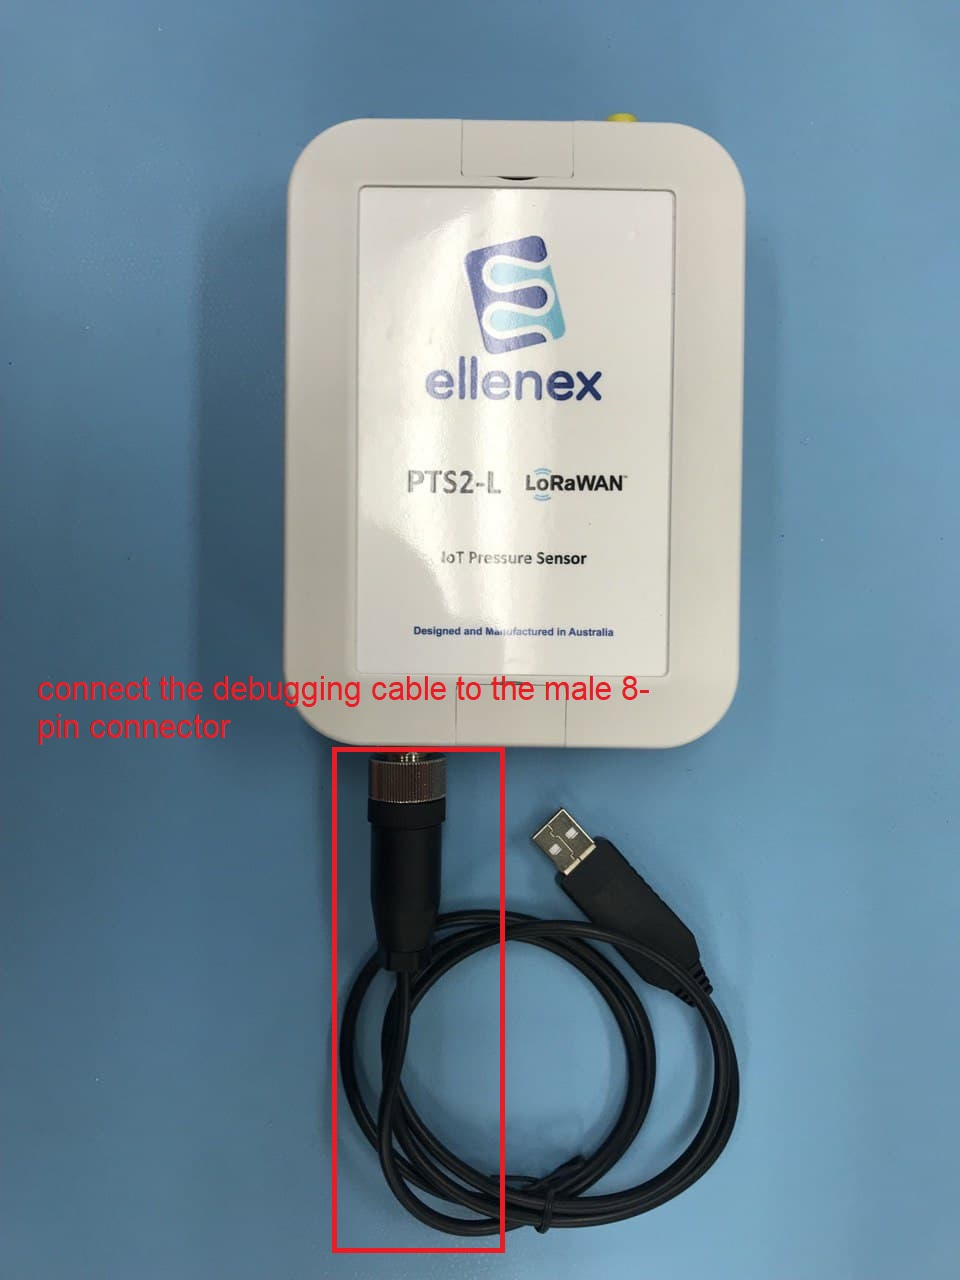 ellenex
PTS2-L LoRaWAN™
IoT Pressure Sensor
Designed and Manufactured in Australia
connect the debugging cable to the male 8-
pin connector